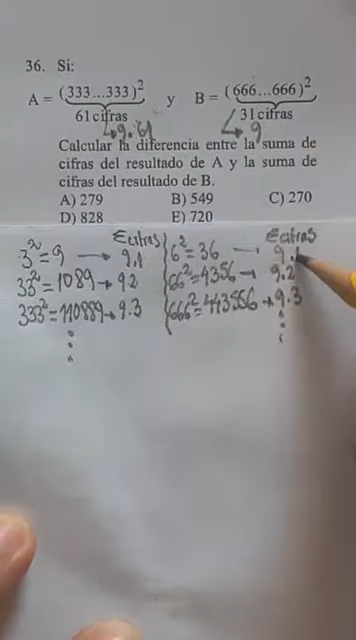 36. Si:
A = (333...333)² y B = (666...666)²
61 cifras 31 cifras
9.61 9
Calcular la diferencia entre la suma de
cifras del resultado de A y la suma de
cifras del resultado de B.
A) 279 B) 549 C) 270
D) 828 E) 720
Σcifras Σcifras
3² = 9 → 9.1 6² = 36 → 9.
33² = 1089 → 9.2 66² = 4356 → 9.2
333² = 110889 → 9.3 666² = 443556 → 9.3